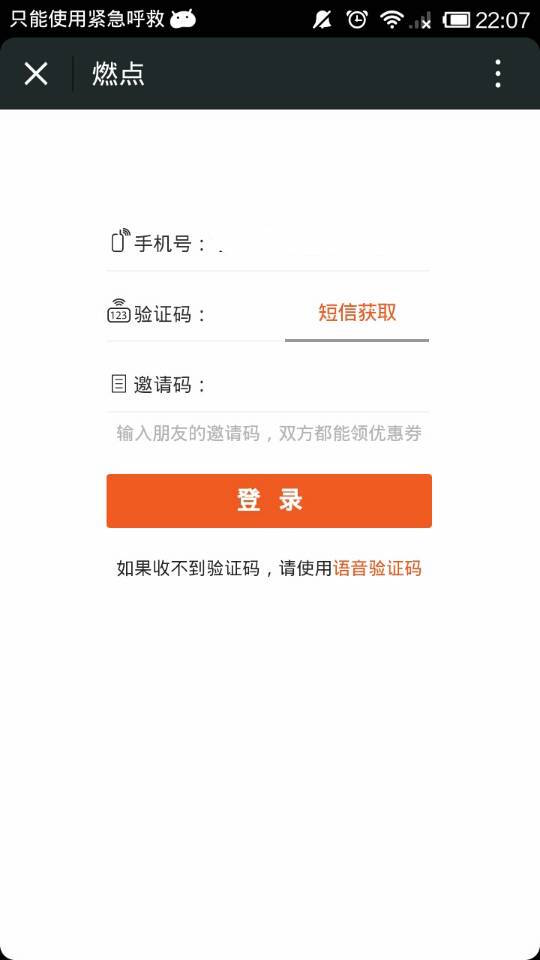 只能使用紧急呼救 22:07
燃点
手机号：
123 验证码： 短信获取
邀请码：
输入朋友的邀请码，双方都能领优惠券
登 录
如果收不到验证码，请使用语音验证码